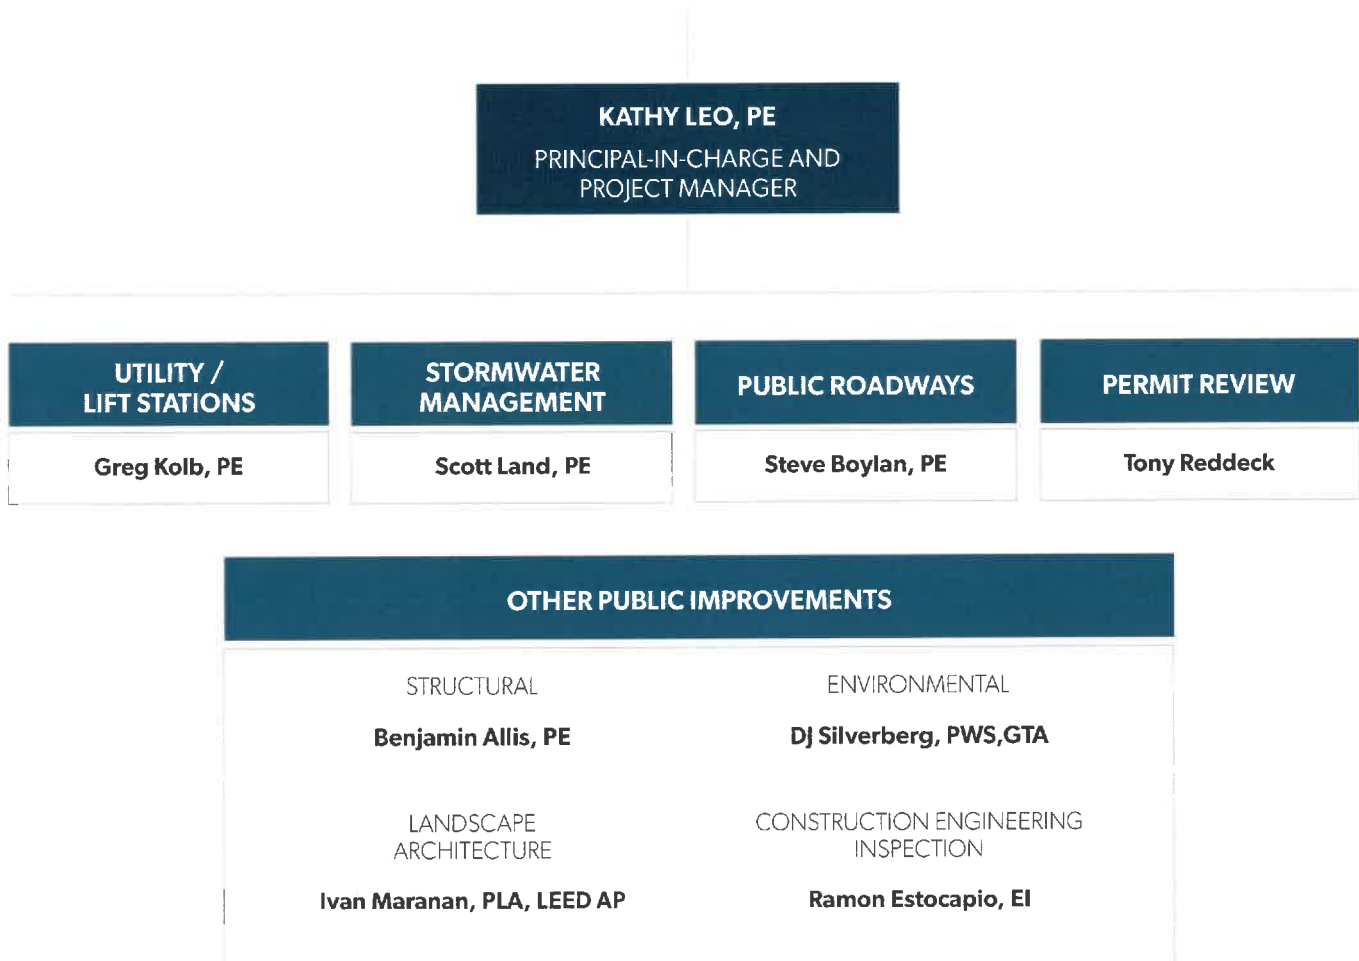 KATHY LEO, PE
PRINCIPAL-IN-CHARGE AND
PROJECT MANAGER
UTILITY /
LIFT STATIONS
Greg Kolb, PE
STORMWATER
MANAGEMENT
Scott Land, PE
PUBLIC ROADWAYS
Steve Boylan, PE
PERMIT REVIEW
Tony Reddeck
OTHER PUBLIC IMPROVEMENTS
STRUCTURAL
Benjamin Allis, PE
ENVIRONMENTAL
DJ Silverberg, PWS,GTA
LANDSCAPE
ARCHITECTURE
Ivan Maranan, PLA, LEED AP
CONSTRUCTION ENGINEERING
INSPECTION
Ramon Estocapio, EI